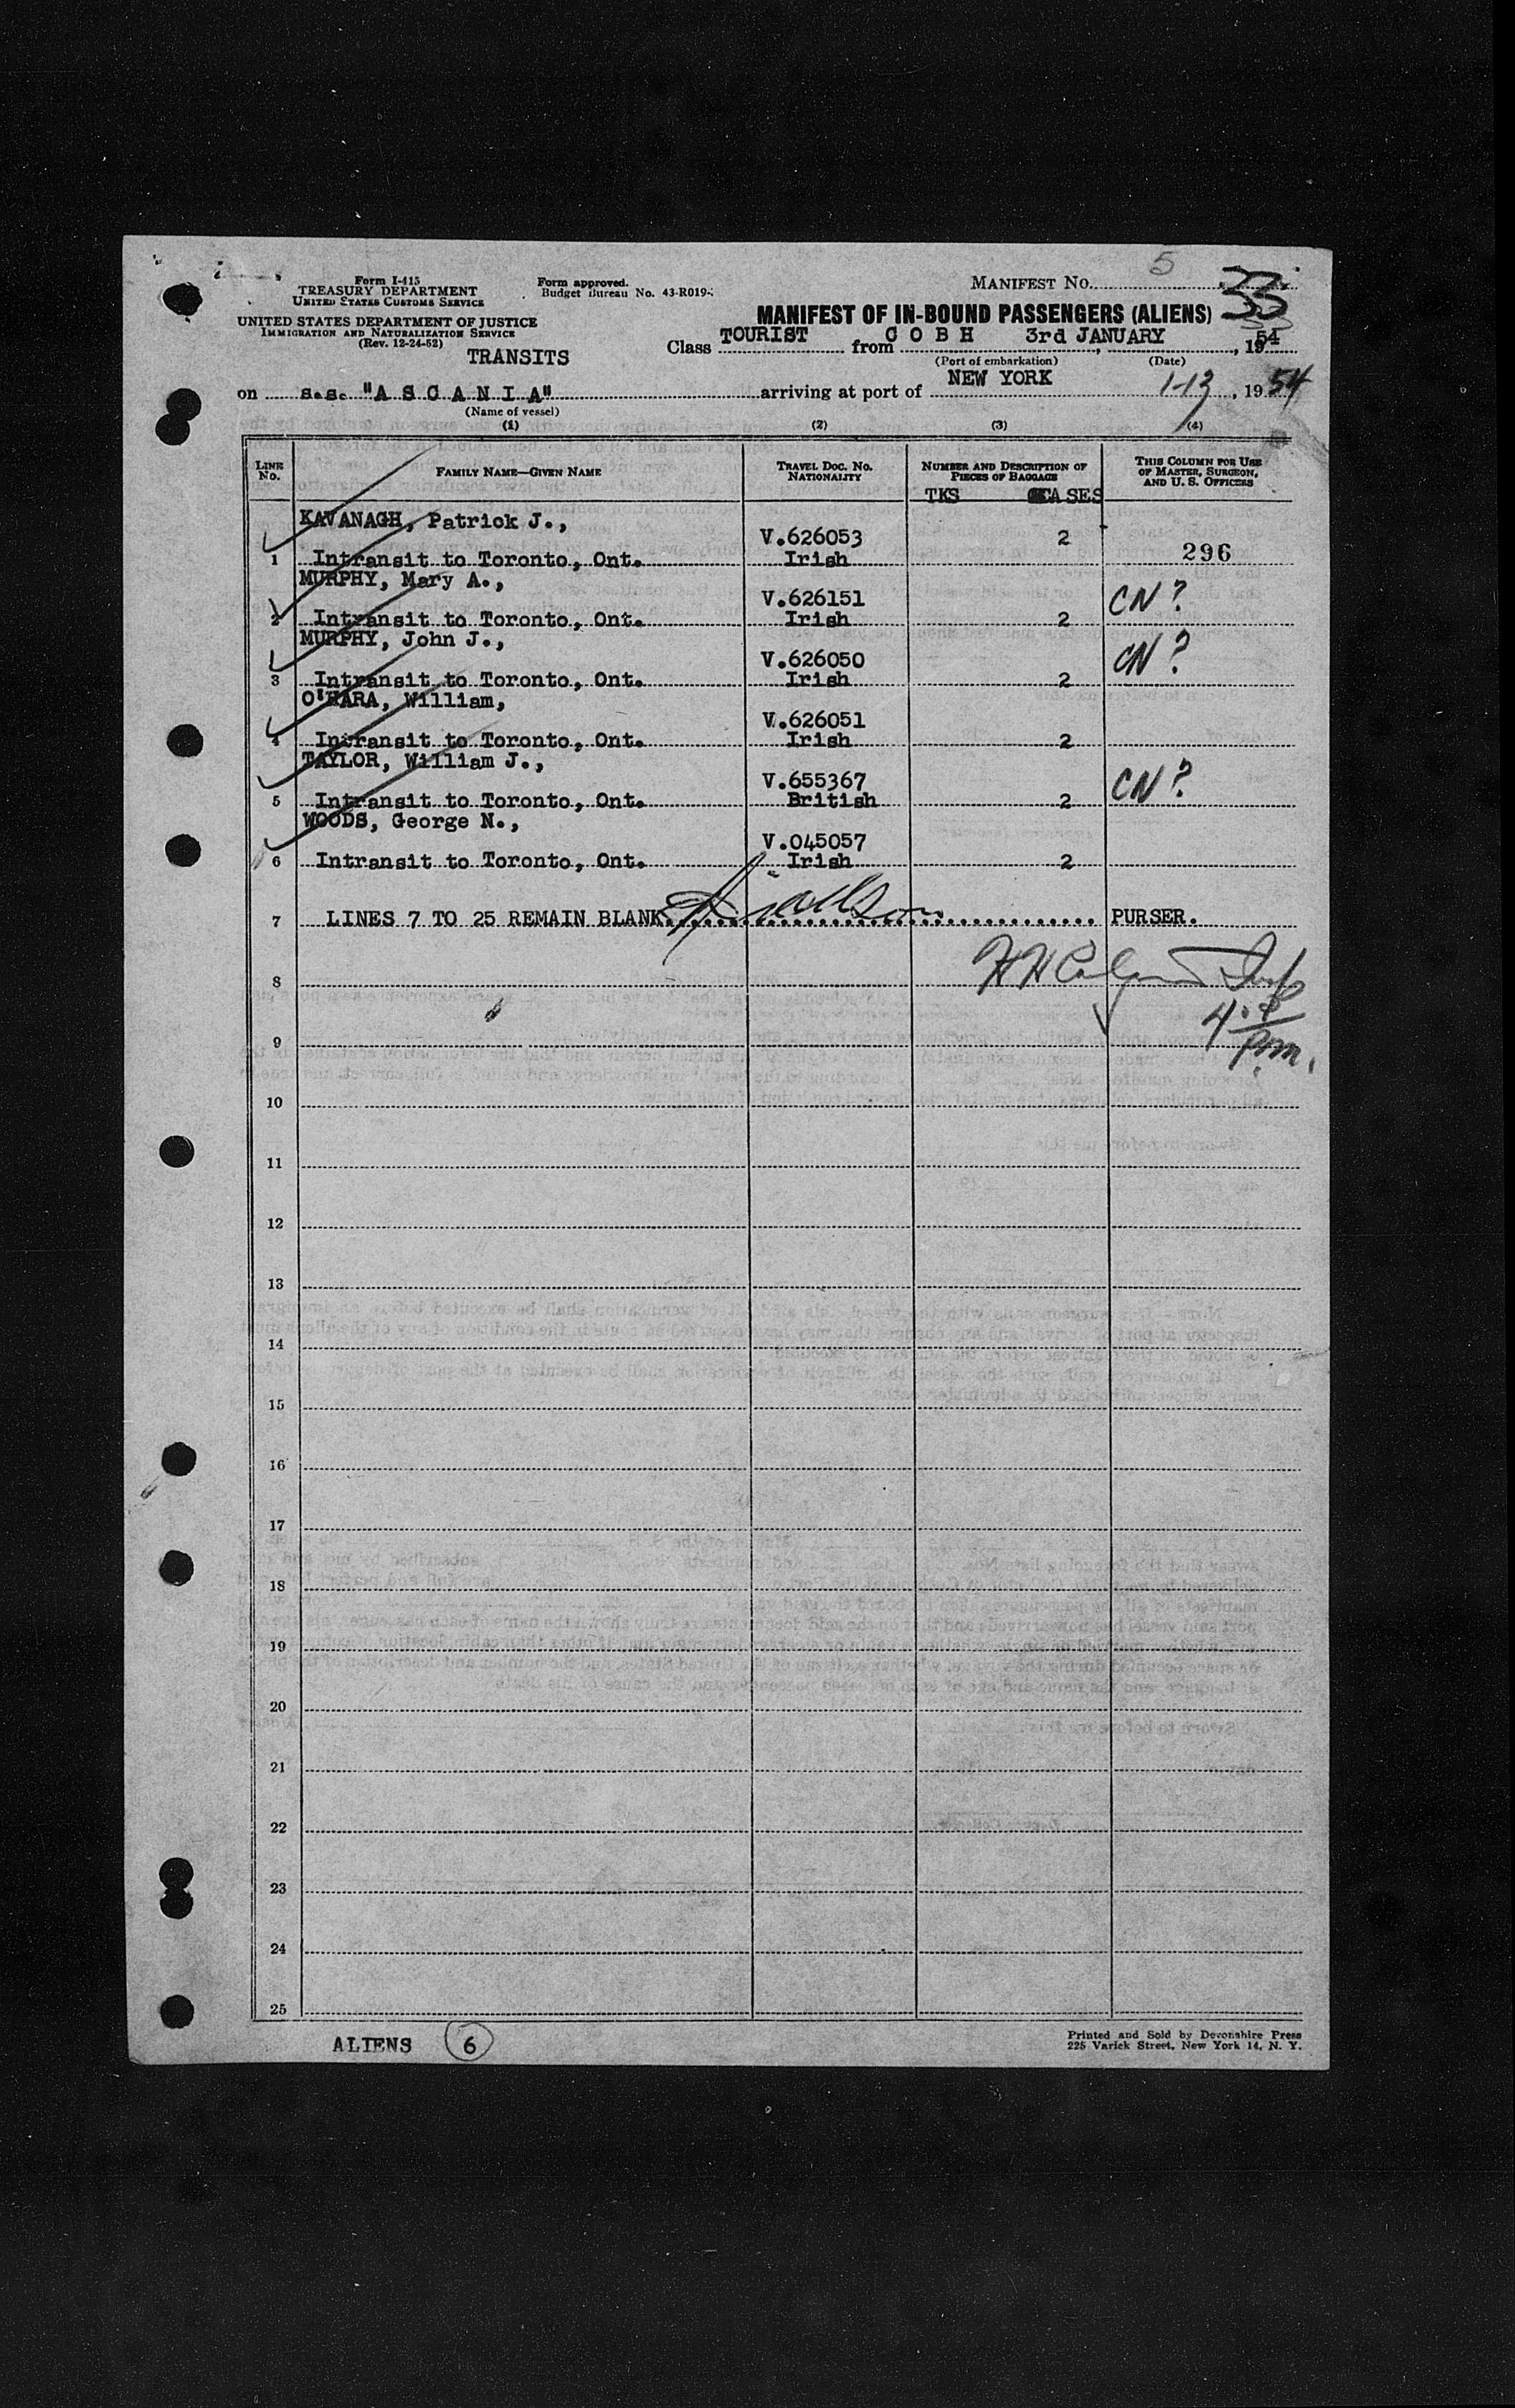 5
Form I-415
TREASURY DEPARTMENT
UNITED STATES CUSTOMS SERVICE
Form approved.
Budget Bureau No. 43-R019-
MANIFEST No. 33
UNITED STATES DEPARTMENT OF JUSTICE
IMMIGRATION AND NATURALIZATION SERVICE
(Rev. 12-24-52)
TRANSITS
MANIFEST OF IN-BOUND PASSENGERS (ALIENS)
Class TOURIST from C O B H 3rd JANUARY, 1954
(Port of embarkation) (Date)
on s.s. "A S C A N I A" arriving at port of NEW YORK 1-13, 1954
(Name of vessel)
(1) (2) (3) (4)
LINE No. FAMILY NAME—GIVEN NAME TRAVEL DOC. NO. NATIONALITY NUMBER AND DESCRIPTION OF PIECES OF BAGGAGE THIS COLUMN FOR USE OF MASTER, SURGEON, AND U. S. OFFICERS
TKS CASES
KAVANAGH, Patrick J., V.626053 2
1 Intransit to Toronto, Ont. Irish 296
MURPHY, Mary A., V.626151 CN?
2 Intransit to Toronto, Ont. Irish 2
MURPHY, John J., V.626050 CN?
3 Intransit to Toronto, Ont. Irish 2
O'HARA, William, V.626051
4 Intransit to Toronto, Ont. Irish 2
TAYLOR, William J., V.655367 CN?
5 Intransit to Toronto, Ont. British 2
WOODS, George N., V.045057
6 Intransit to Toronto, Ont. Irish 2
7 LINES 7 TO 25 REMAIN BLANK. PURSER.
8
9 p.m.
10
11
12
13
14
15
16
17
18
19
20
21
22
23
24
25
ALIENS 6
Printed and Sold by Devonshire Press
225 Varick Street, New York 14, N. Y.